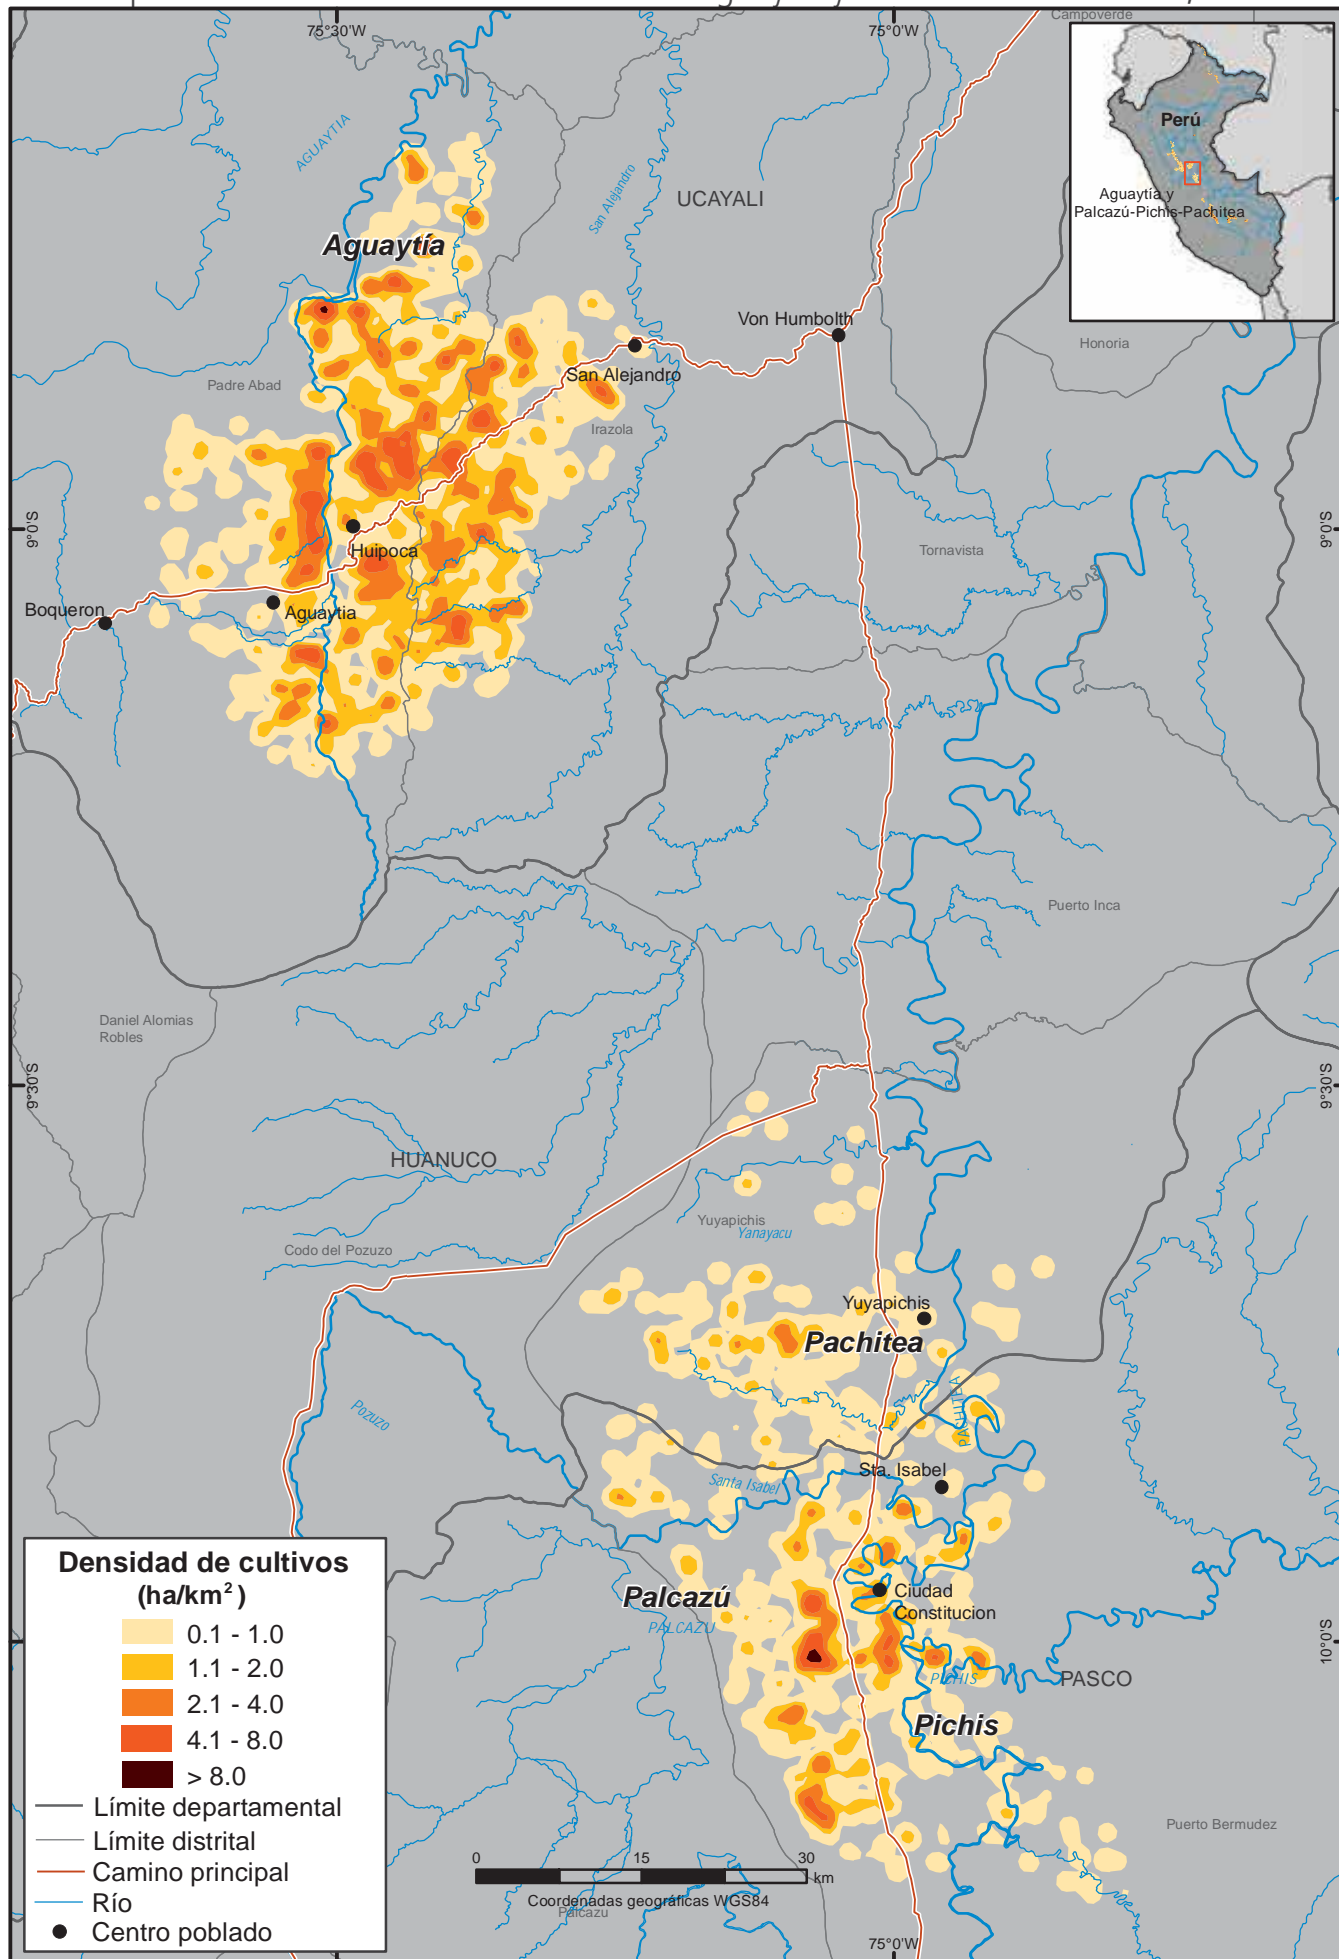 Campoverde
75°30'W
75°0'W
Perú
Aguaytía y
Palcazú-Pichis-Pachitea
AGUAYTIA
San Alejandro
UCAYALI
Aguaytía
Von Humbolth
Honoria
San Alejandro
Padre Abad
Irazola
9°0'S
9°0'S
Huipoca
Tornavista
Boqueron
Aguaytia
Puerto Inca
Daniel Alomias
Robles
9°30'S
9°30'S
HUANUCO
Yuyapichis
Yanayacu
Codo del Pozuzo
Yuyapichis
Pachitea
PACHITEA
Pozuzo
Sta. Isabel
Santa Isabel
Ciudad
Constitucion
Palcazú
PALCAZU
10°0'S
PICHIS
PASCO
Pichis
Puerto Bermudez
Densidad de cultivos
(ha/km²)
0.1 - 1.0
1.1 - 2.0
2.1 - 4.0
4.1 - 8.0
> 8.0
Límite departamental
Límite distrital
Camino principal
Río
Centro poblado
0 15 30
km
Coordenadas geográficas WGS84
Palcazu
75°0'W